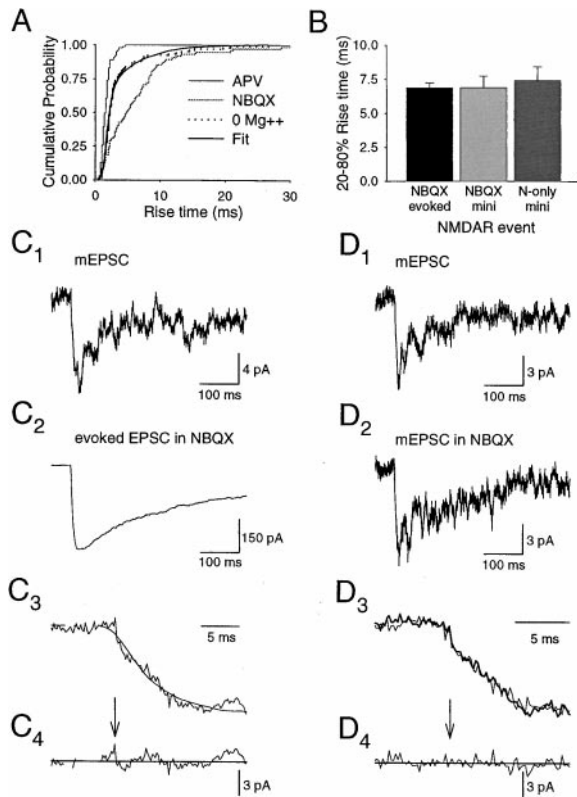 A
Cumulative Probability
1.00
0.75
0.50
0.25
0.00
APV
NBQX
0 Mg++
Fit
0
10
20
30
Rise time (ms)
B
20-80% Rise time (ms)
10.0
7.5
5.0
2.5
0.0
NBQX evoked
NBQX mini
N-only mini
NMDAR event
C1
mEPSC
4 pA
100 ms
D1
mEPSC
3 pA
100 ms
C2
evoked EPSC in NBQX
150 pA
100 ms
D2
mEPSC in NBQX
3 pA
100 ms
C3
5 ms
D3
5 ms
C4
3 pA
D4
3 pA